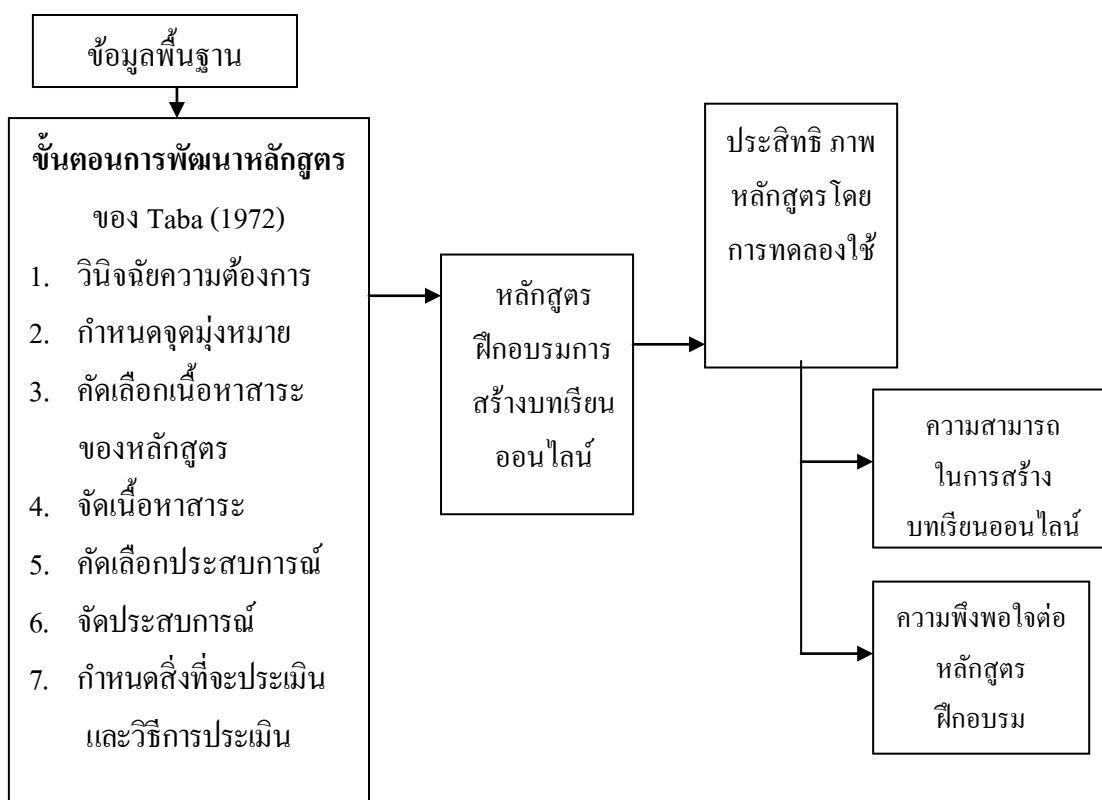 ข้อมูลพื้นฐาน
ขั้นตอนการพัฒนาหลักสูตร
ของ Taba (1972)
1. วินิจฉัยความต้องการ
2. กำหนดจุดมุ่งหมาย
3. คัดเลือกเนื้อหาสาระ
ของหลักสูตร
4. จัดเนื้อหาสาระ
5. คัดเลือกประสบการณ์
6. จัดประสบการณ์
7. กำหนดสิ่งที่จะประเมิน
และวิธีการประเมิน
หลักสูตร
ฝึกอบรมการ
สร้างบทเรียน
ออนไลน์
ประสิทธิ ภาพ
หลักสูตรโดย
การทดลองใช้
ความสามารถ
ในการสร้าง
บทเรียนออนไลน์
ความพึงพอใจต่อ
หลักสูตร
ฝึกอบรม